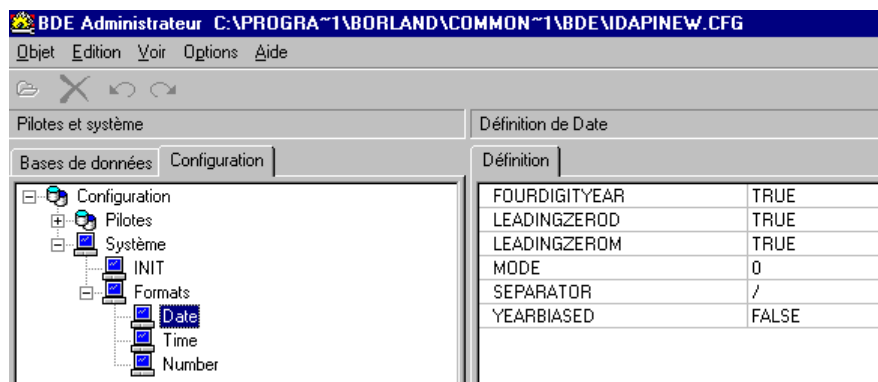 BDE Administrateur C:\PROGRA~1\BORLAND\COMMON~1\BDE\IDAPINEW.CFG
Objet Edition Voir Options Aide
Pilotes et système
Définition de Date
Bases de données Configuration
Définition
Configuration
Pilotes
Système
INIT
Formats
Date
Time
Number
FOURDIGITYEAR TRUE
LEADINGZEROD TRUE
LEADINGZEROM TRUE
MODE 0
SEPARATOR /
YEARBIASED FALSE